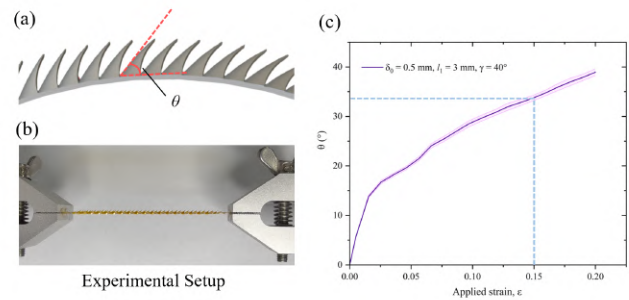 (a)
θ
(b)
Experimental Setup
(c)
θ (°)
40
30
20
10
0
δ₀ = 0.5 mm, l₁ = 3 mm, γ = 40°
0.00 0.05 0.10 0.15 0.20
Applied strain, ε